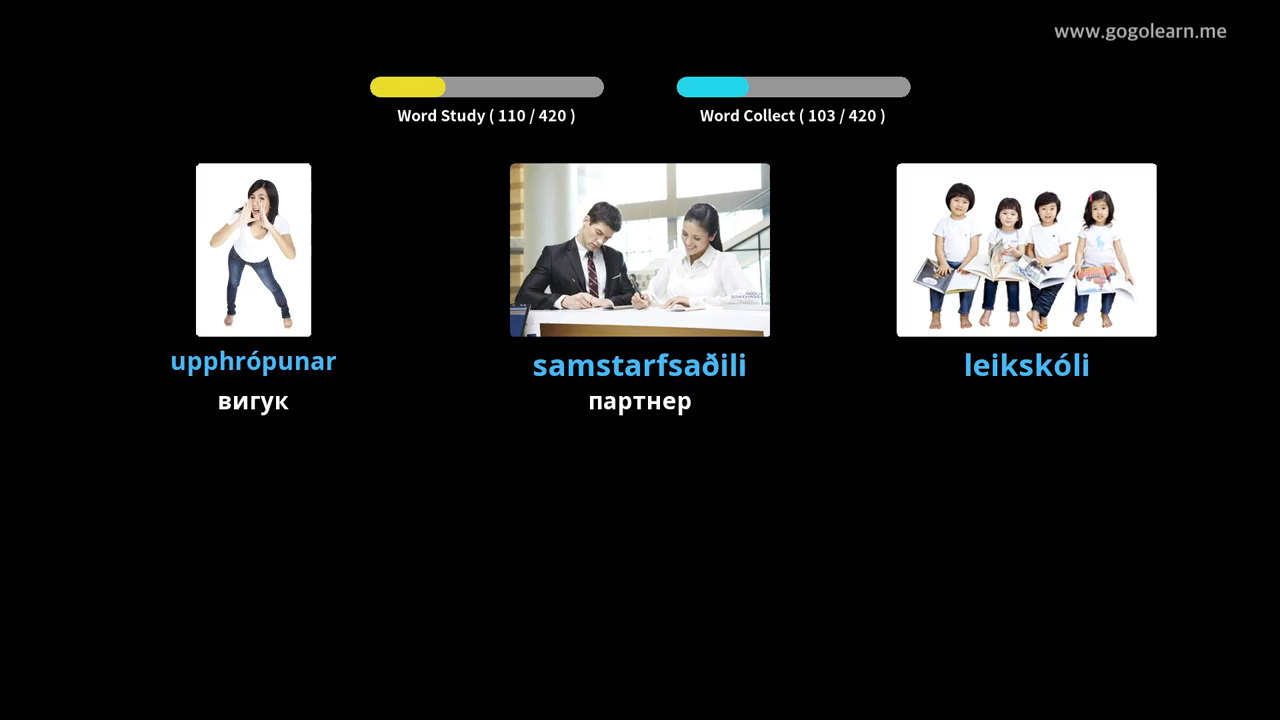 www.gogolearn.me
Word Study ( 110 / 420 )
Word Collect ( 103 / 420 )
upphrópunar
samstarfsaðili
leikskóli
вигук
партнер